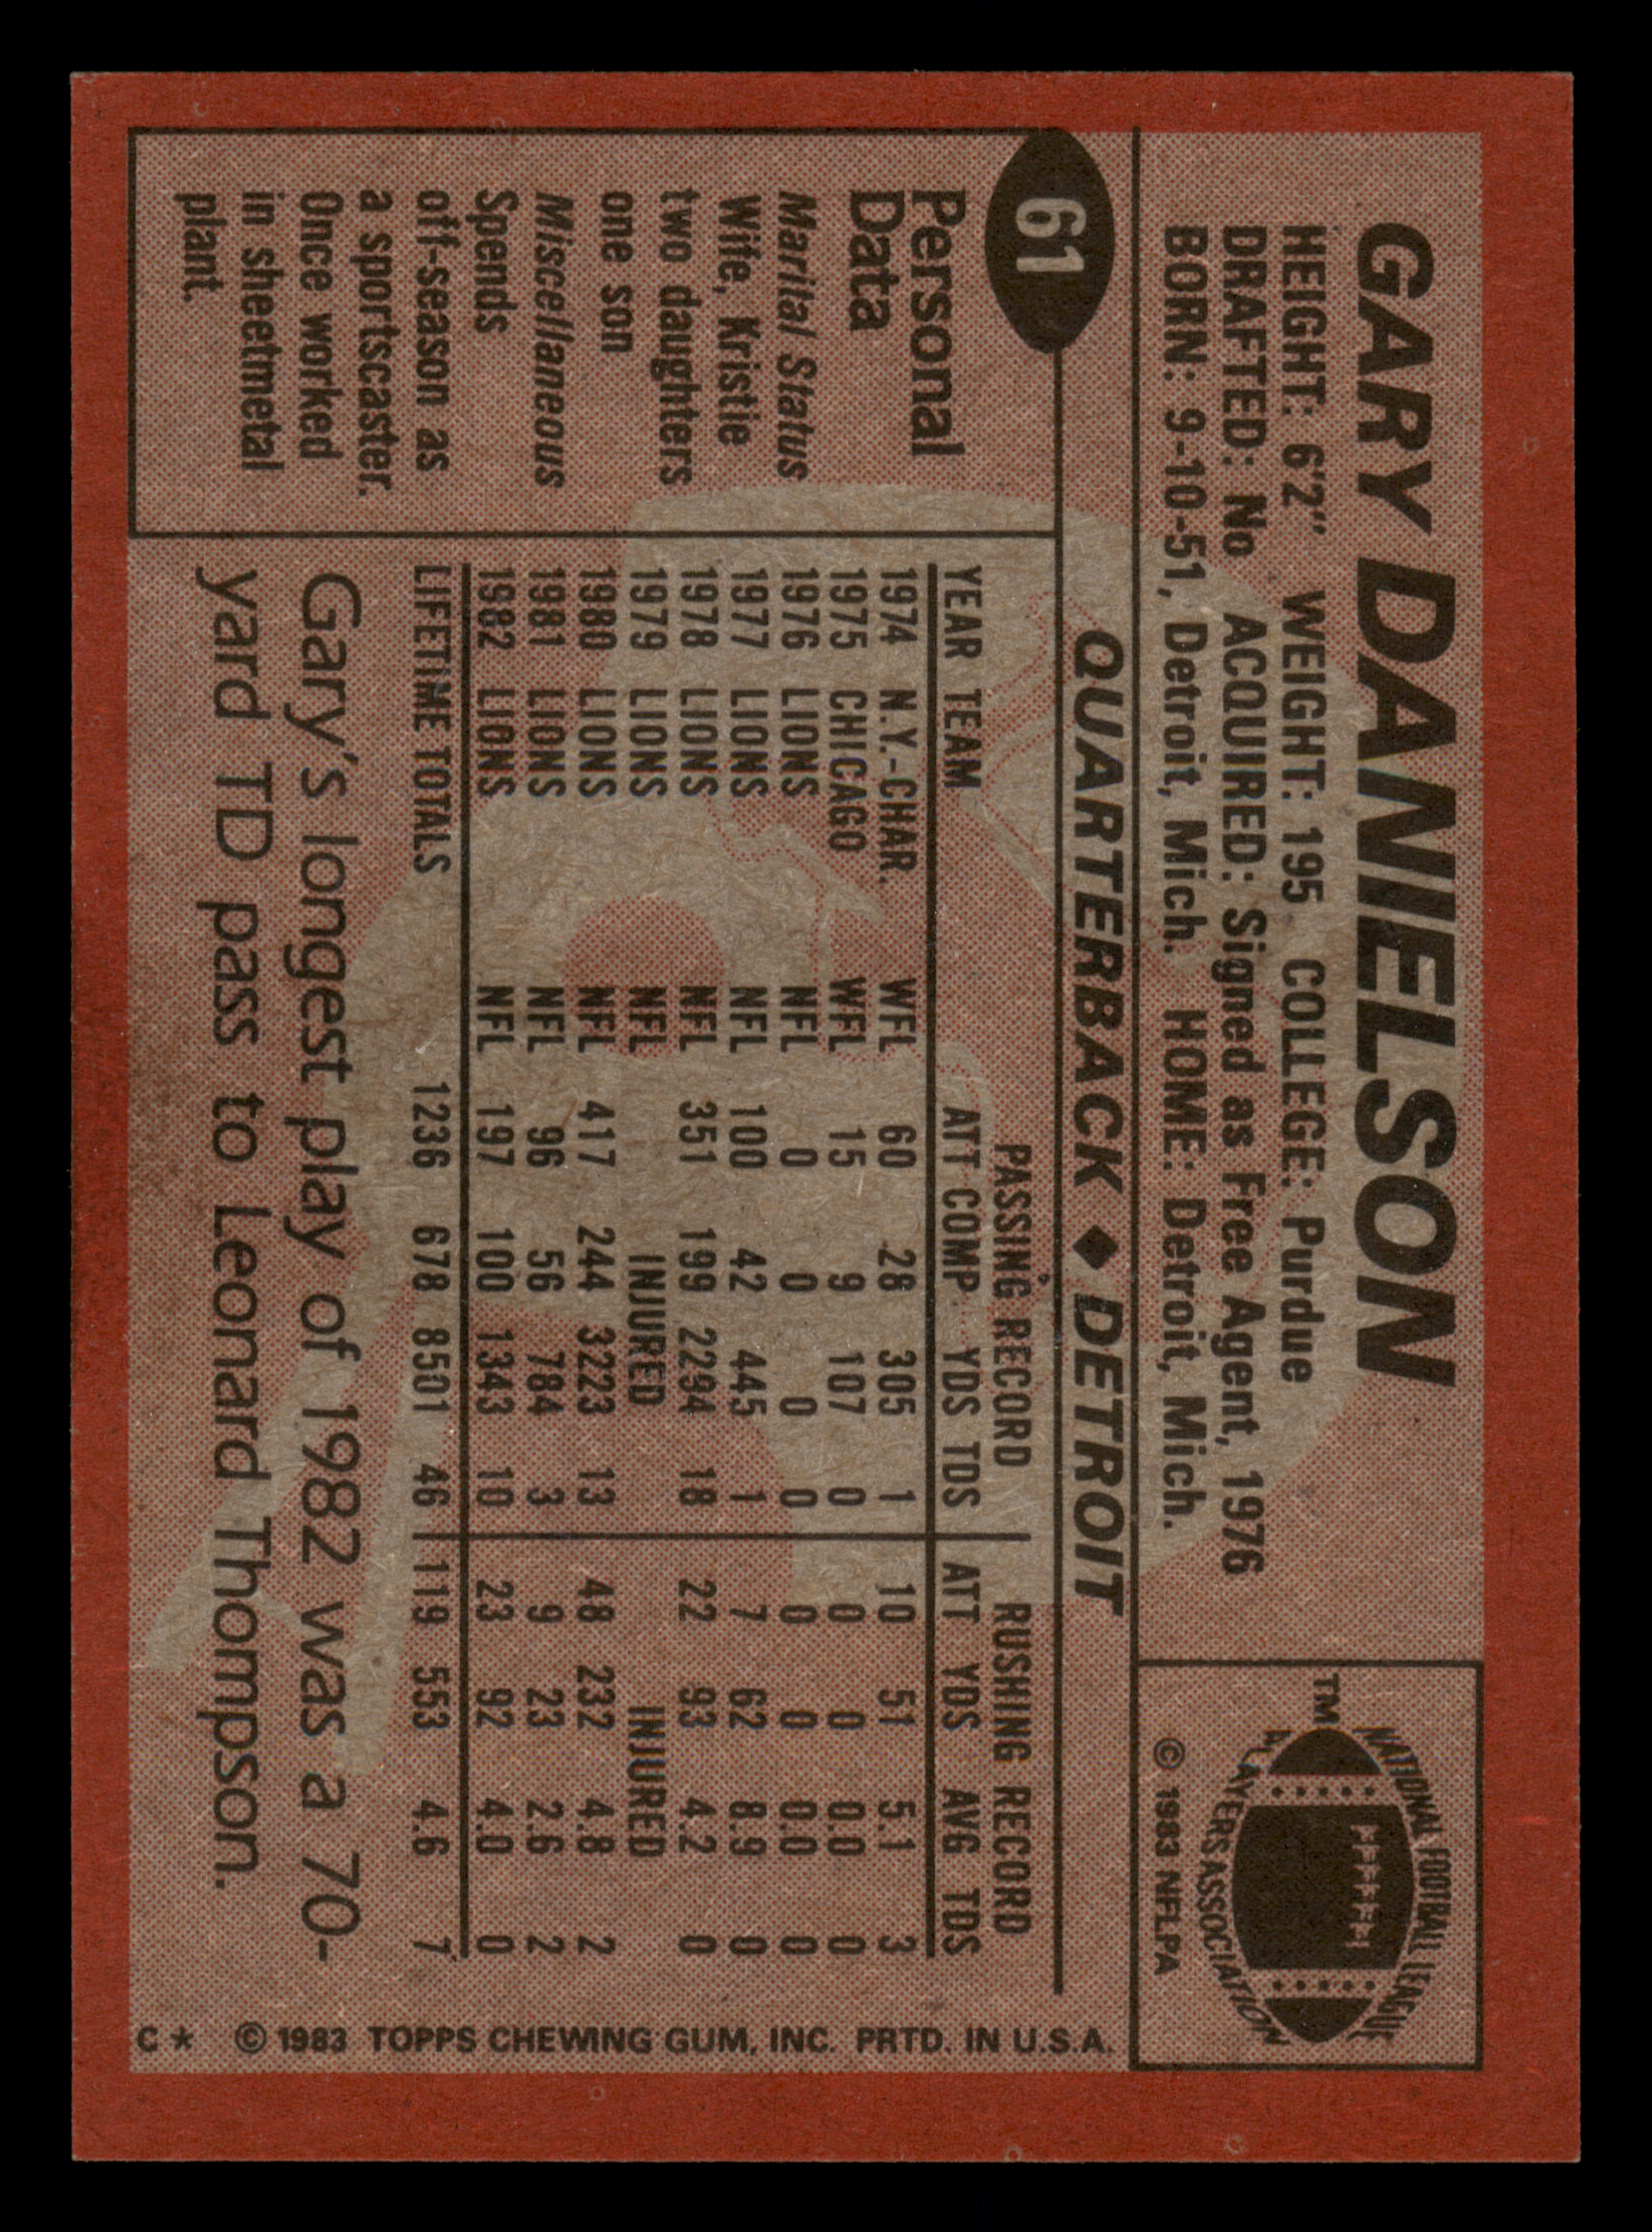 GARY DANIELSON
HEIGHT: 6'2" WEIGHT: 195 COLLEGE: Purdue
DRAFTED: No ACQUIRED: Signed as Free Agent, 1976
BORN: 9-10-51, Detroit, Mich. HOME: Detroit, Mich.
NATIONAL FOOTBALL LEAGUE
PLAYERS ASSOCIATION
TM
© 1983 NFLPA
QUARTERBACK ◆ DETROIT
61
Personal
Data
Marital Status
Wife, Kristie
two daughters
one son
Miscellaneous
Spends
off-season as
a sportscaster.
Once worked
in sheetmetal
plant.
PASSING RECORD RUSHING RECORD
YEAR TEAM ATT COMP YDS TDS ATT YDS AVG TDS
1974 N.Y.-CHAR. WFL 60 28 305 1 10 51 5.1 3
1975 CHICAGO WFL 15 9 107 0 0 0 0.0 0
1976 LIONS NFL 0 0 0 0 0 0 0.0 0
1977 LIONS NFL 100 42 445 1 7 62 8.9 0
1978 LIONS NFL 351 199 2294 18 22 93 4.2 0
1979 LIONS NFL INJURED INJURED
1980 LIONS NFL 417 244 3223 13 48 232 4.8 2
1981 LIONS NFL 96 56 784 3 9 23 2.6 2
1982 LIONS NFL 197 100 1343 10 23 92 4.0 0
LIFETIME TOTALS 1236 678 8501 46 119 553 4.6 7
Gary's longest play of 1982 was a 70-
yard TD pass to Leonard Thompson.
C* © 1983 TOPPS CHEWING GUM, INC. PRTD. IN U.S.A.